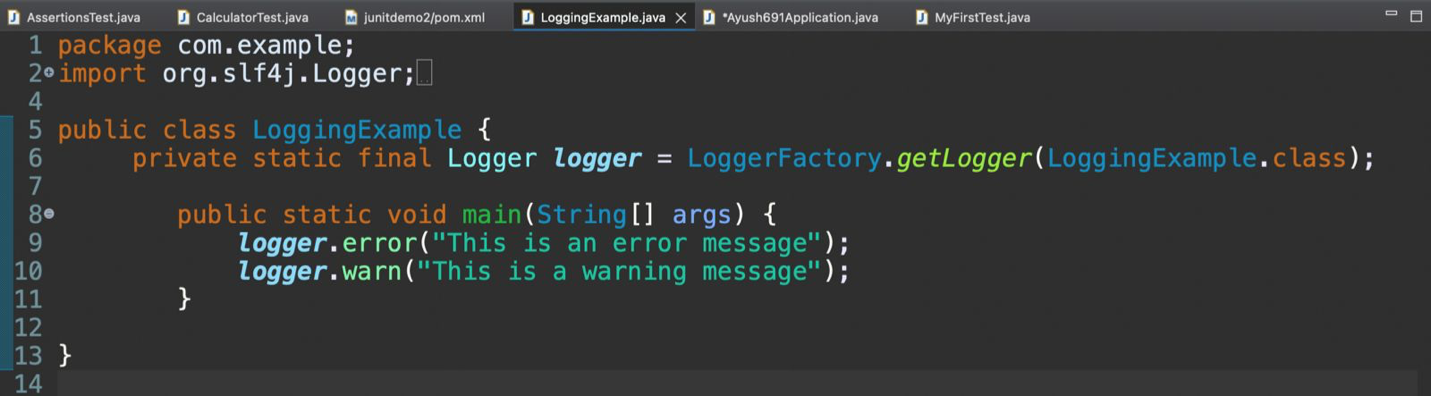 AssertionsTest.java CalculatorTest.java junitdemo2/pom.xml LoggingExample.java *Ayush691Application.java MyFirstTest.java
1 package com.example;
2 import org.slf4j.Logger;
4
5 public class LoggingExample {
6 private static final Logger logger = LoggerFactory.getLogger(LoggingExample.class);
7
8 public static void main(String[] args) {
9 logger.error("This is an error message");
10 logger.warn("This is a warning message");
11 }
12
13 }
14